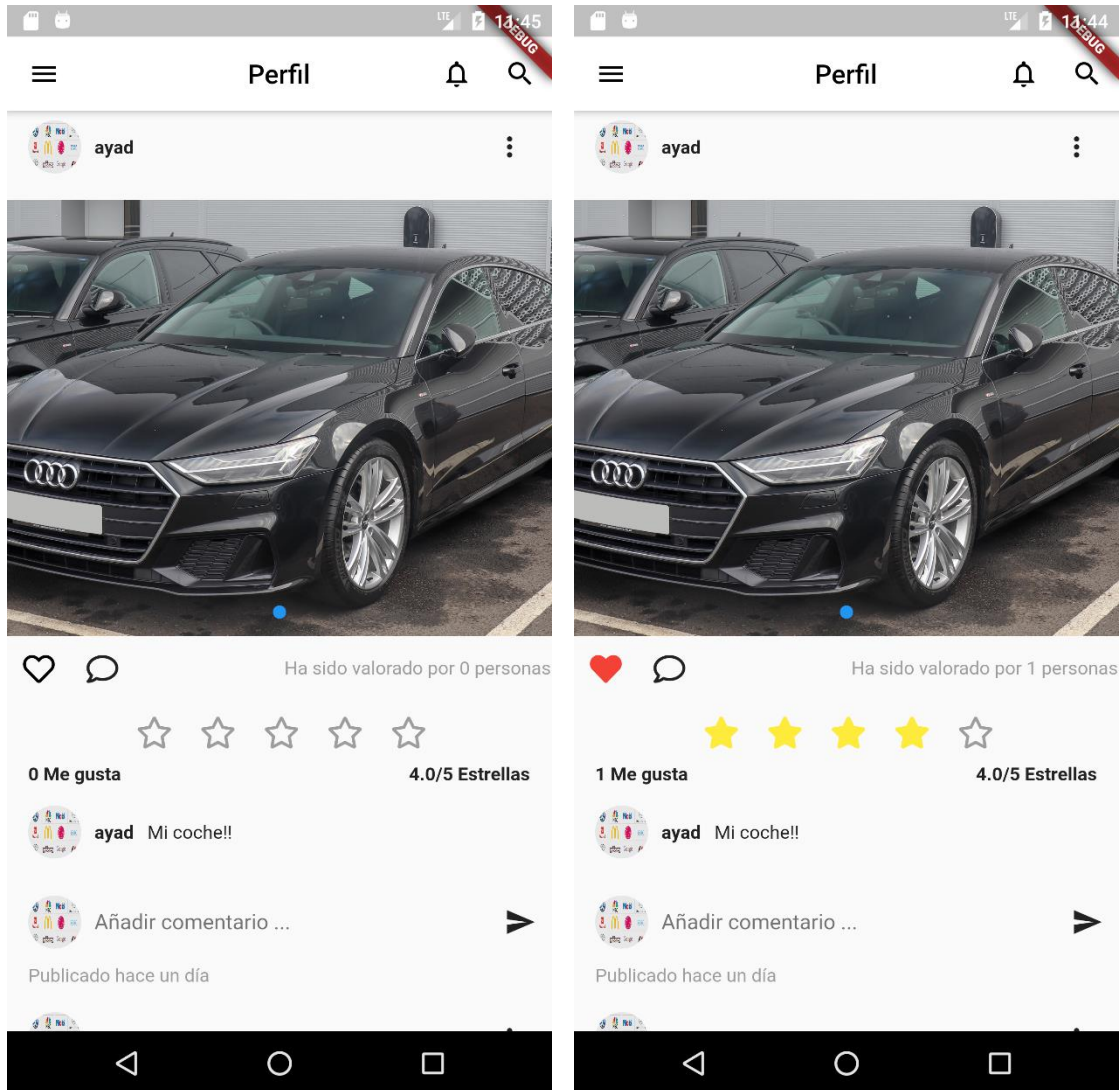 LTE 11:45
DEBUG
Perfil
ayad
Ha sido valorado por 0 personas
0 Me gusta
4.0/5 Estrellas
ayad Mi coche!!
Añadir comentario ...
Publicado hace un día
LTE 11:44
DEBUG
Perfil
ayad
Ha sido valorado por 1 personas
1 Me gusta
4.0/5 Estrellas
ayad Mi coche!!
Añadir comentario ...
Publicado hace un día